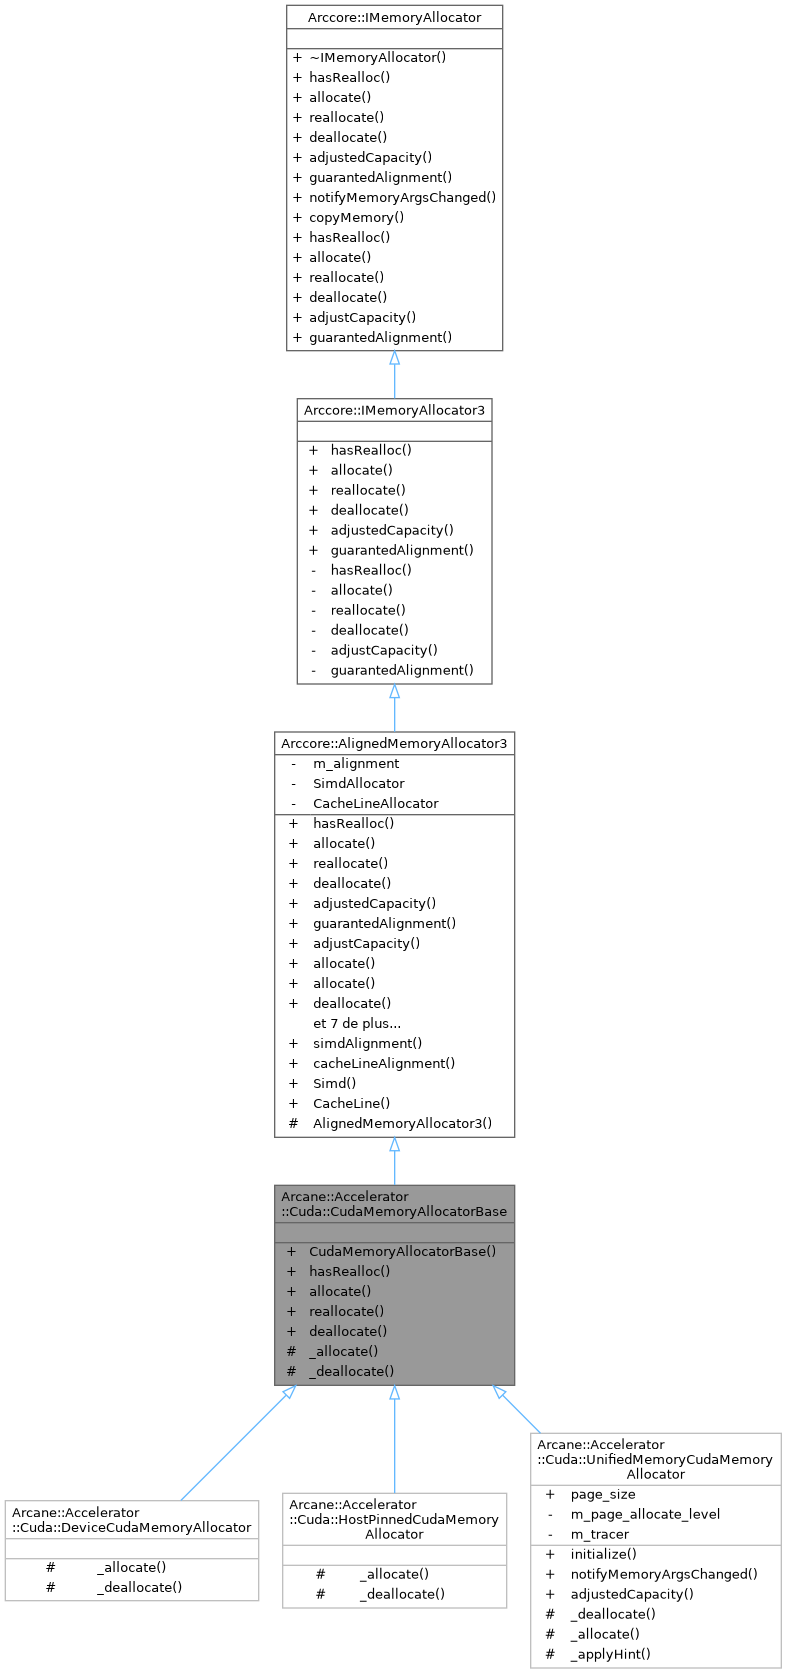 Arccore::IMemoryAllocator
+ ~IMemoryAllocator()
+ hasRealloc()
+ allocate()
+ reallocate()
+ deallocate()
+ adjustedCapacity()
+ guarantedAlignment()
+ notifyMemoryArgsChanged()
+ copyMemory()
+ hasRealloc()
+ allocate()
+ reallocate()
+ deallocate()
+ adjustCapacity()
+ guarantedAlignment()
Arccore::IMemoryAllocator3
+ hasRealloc()
+ allocate()
+ reallocate()
+ deallocate()
+ adjustedCapacity()
+ guarantedAlignment()
- hasRealloc()
- allocate()
- reallocate()
- deallocate()
- adjustCapacity()
- guarantedAlignment()
Arccore::AlignedMemoryAllocator3
- m_alignment
- SimdAllocator
- CacheLineAllocator
+ hasRealloc()
+ allocate()
+ reallocate()
+ deallocate()
+ adjustedCapacity()
+ guarantedAlignment()
+ adjustCapacity()
+ allocate()
+ allocate()
+ deallocate()
et 7 de plus...
+ simdAlignment()
+ cacheLineAlignment()
+ Simd()
+ CacheLine()
# AlignedMemoryAllocator3()
Arcane::Accelerator
::Cuda::CudaMemoryAllocatorBase
+ CudaMemoryAllocatorBase()
+ hasRealloc()
+ allocate()
+ reallocate()
+ deallocate()
# _allocate()
# _deallocate()
Arcane::Accelerator
::Cuda::DeviceCudaMemoryAllocator
# _allocate()
# _deallocate()
Arcane::Accelerator
::Cuda::HostPinnedCudaMemory
Allocator
# _allocate()
# _deallocate()
Arcane::Accelerator
::Cuda::UnifiedMemoryCudaMemory
Allocator
+ page_size
- m_page_allocate_level
- m_tracer
+ initialize()
+ notifyMemoryArgsChanged()
+ adjustedCapacity()
# _deallocate()
# _allocate()
# _applyHint()